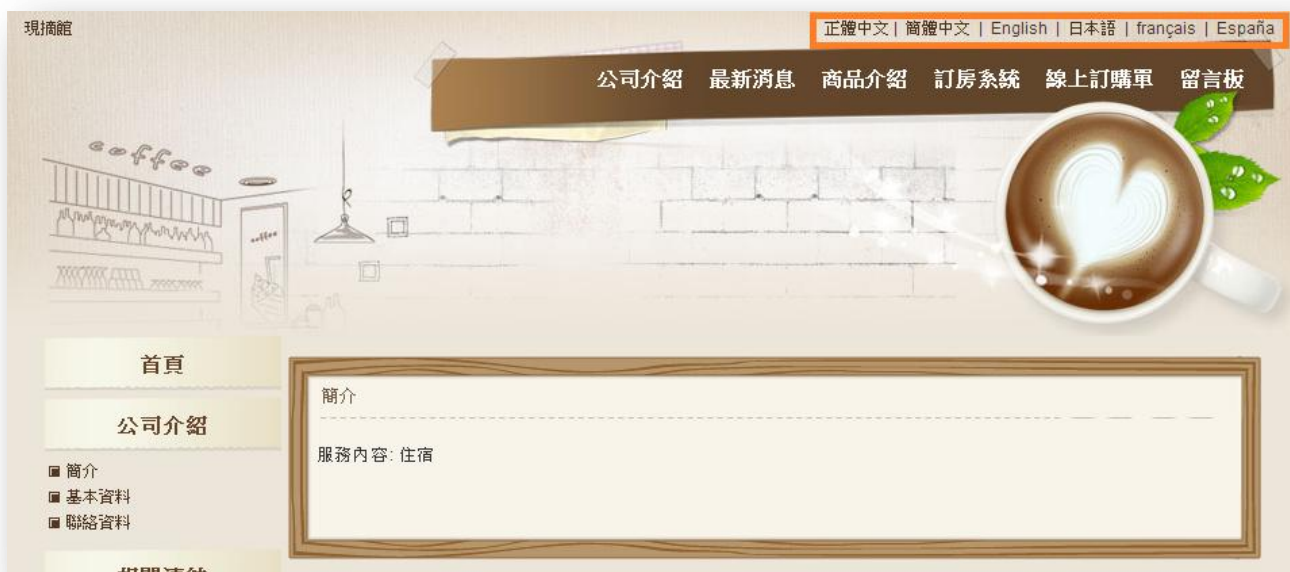 現摘館
正體中文 | 簡體中文 | English | 日本語 | français | España
公司介紹 最新消息 商品介紹 訂房系統 線上訂購單 留言板
coffee
coffee
首頁
簡介
公司介紹
服務內容: 住宿
簡介
基本資料
聯絡資料